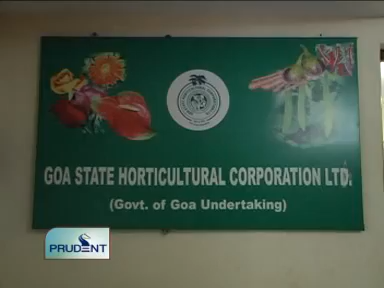 GOA STATE HORTICULTURAL CORPORATION LTD.
(Govt. of Goa Undertaking)
PRUDENT